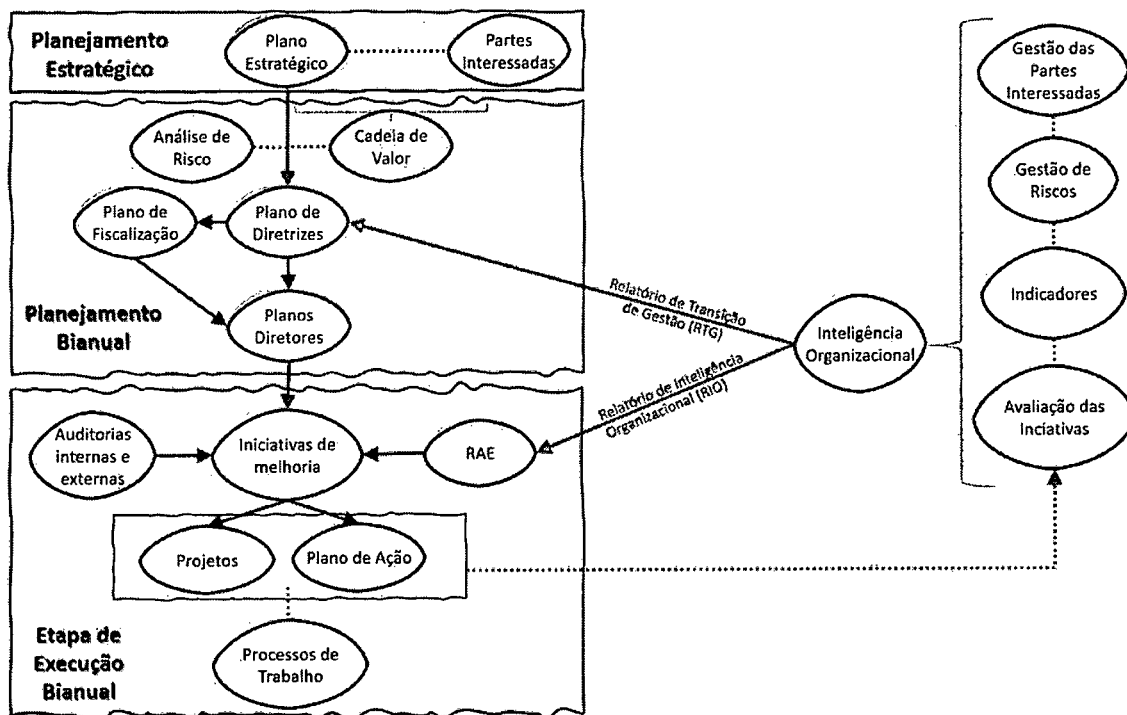 Planejamento
Estratégico
Plano
Estratégico
Partes
Interessadas
Análise de
Risco
Cadeia de
Valor
Plano de
Fiscalização
Plano de
Diretrizes
Planejamento
Bianual
Planos
Diretores
Auditorias
internas e
externas
Iniciativas de
melhoria
RAE
Projetos
Plano de Ação
Etapa de
Execução
Bianual
Processos de
Trabalho
Relatório de Transição
de Gestão (RTG)
Relatório de Inteligência
Organizacional (RIO)
Inteligência
Organizacional
Gestão das
Partes
Interessadas
Gestão de
Riscos
Indicadores
Avaliação das
Inciativas